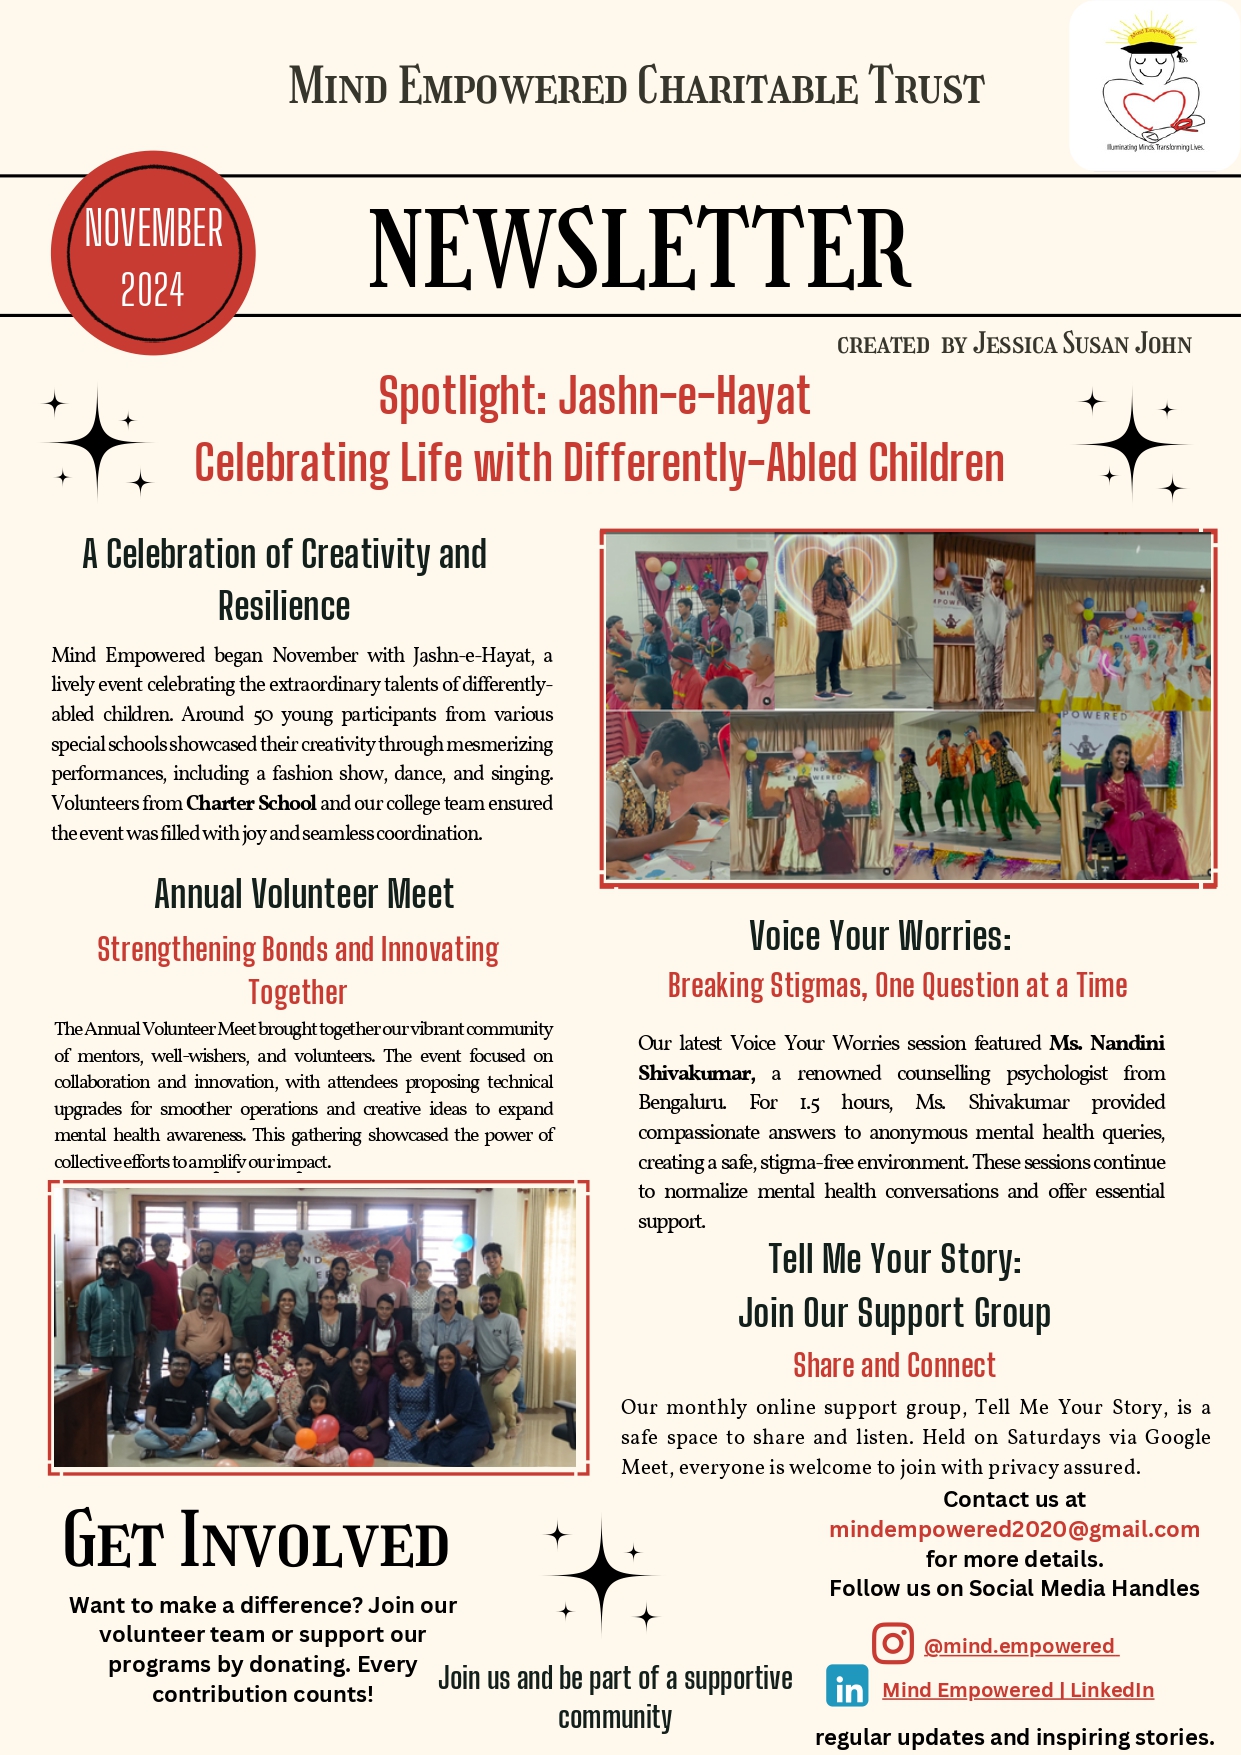 Mind Empowered Charitable Trust
Mind Empowered
Illuminating Minds. Transforming Lives.
NOVEMBER
2024
NEWSLETTER
created by Jessica Susan John
Spotlight: Jashn-e-Hayat
Celebrating Life with Differently-Abled Children
A Celebration of Creativity and
Resilience
Mind Empowered began November with Jashn-e-Hayat, a
lively event celebrating the extraordinary talents of differently-
abled children. Around 50 young participants from various
special schools showcased their creativity through mesmerizing
performances, including a fashion show, dance, and singing.
Volunteers from Charter School and our college team ensured
the event was filled with joy and seamless coordination.
Annual Volunteer Meet
Strengthening Bonds and Innovating
Together
The Annual Volunteer Meet brought together our vibrant community
of mentors, well-wishers, and volunteers. The event focused on
collaboration and innovation, with attendees proposing technical
upgrades for smoother operations and creative ideas to expand
mental health awareness. This gathering showcased the power of
collective efforts to amplify our impact.
Voice Your Worries:
Breaking Stigmas, One Question at a Time
Our latest Voice Your Worries session featured Ms. Nandini
Shivakumar, a renowned counselling psychologist from
Bengaluru. For 1.5 hours, Ms. Shivakumar provided
compassionate answers to anonymous mental health queries,
creating a safe, stigma-free environment. These sessions continue
to normalize mental health conversations and offer essential
support.
Tell Me Your Story:
Join Our Support Group
Share and Connect
Our monthly online support group, Tell Me Your Story, is a
safe space to share and listen. Held on Saturdays via Google
Meet, everyone is welcome to join with privacy assured.
Get Involved
Want to make a difference? Join our
volunteer team or support our
programs by donating. Every
contribution counts!
Join us and be part of a supportive
community
Contact us at
mindempowered2020@gmail.com
for more details.
Follow us on Social Media Handles
@mind.empowered
in
Mind Empowered | LinkedIn
regular updates and inspiring stories.